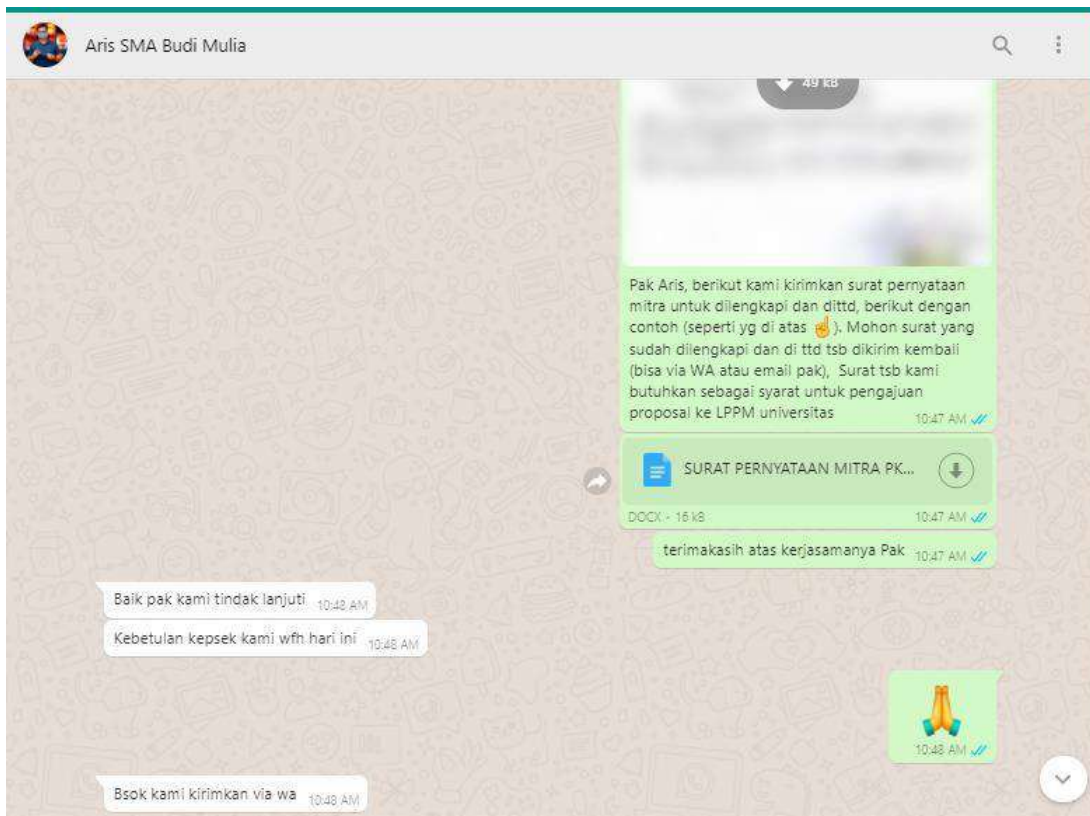 Aris SMA Budi Mulia
49 kB
Pak Aris, berikut kami kirimkan surat pernyataan
mitra untuk dilengkapi dan dittd, berikut dengan
contoh (seperti yg di atas ☝). Mohon surat yang
sudah dilengkapi dan di ttd tsb dikirim kembali
(bisa via WA atau email pak),  Surat tsb kami
butuhkan sebagai syarat untuk pengajuan
proposal ke LPPM universitas 10:47 AM
SURAT PERNYATAAN MITRA PK...
DOCX - 16 kB 10:47 AM
terimakasih atas kerjasamanya Pak 10:47 AM
Baik pak kami tindak lanjuti 10:48 AM
Kebetulan kepsek kami wfh hari ini 10:48 AM
🙏
10:48 AM
Bsok kami kirimkan via wa 10:48 AM